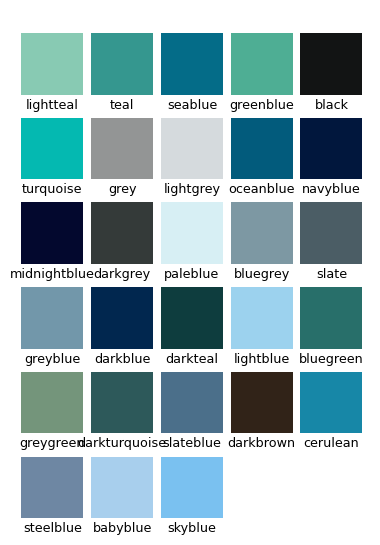 lightteal teal seablue greenblue black
turquoise grey lightgrey oceanblue navyblue
midnightblue darkgrey paleblue bluegrey slate
greyblue darkblue darkteal lightblue bluegreen
greygreen darkturquoise slateblue darkbrown cerulean
steelblue babyblue skyblue